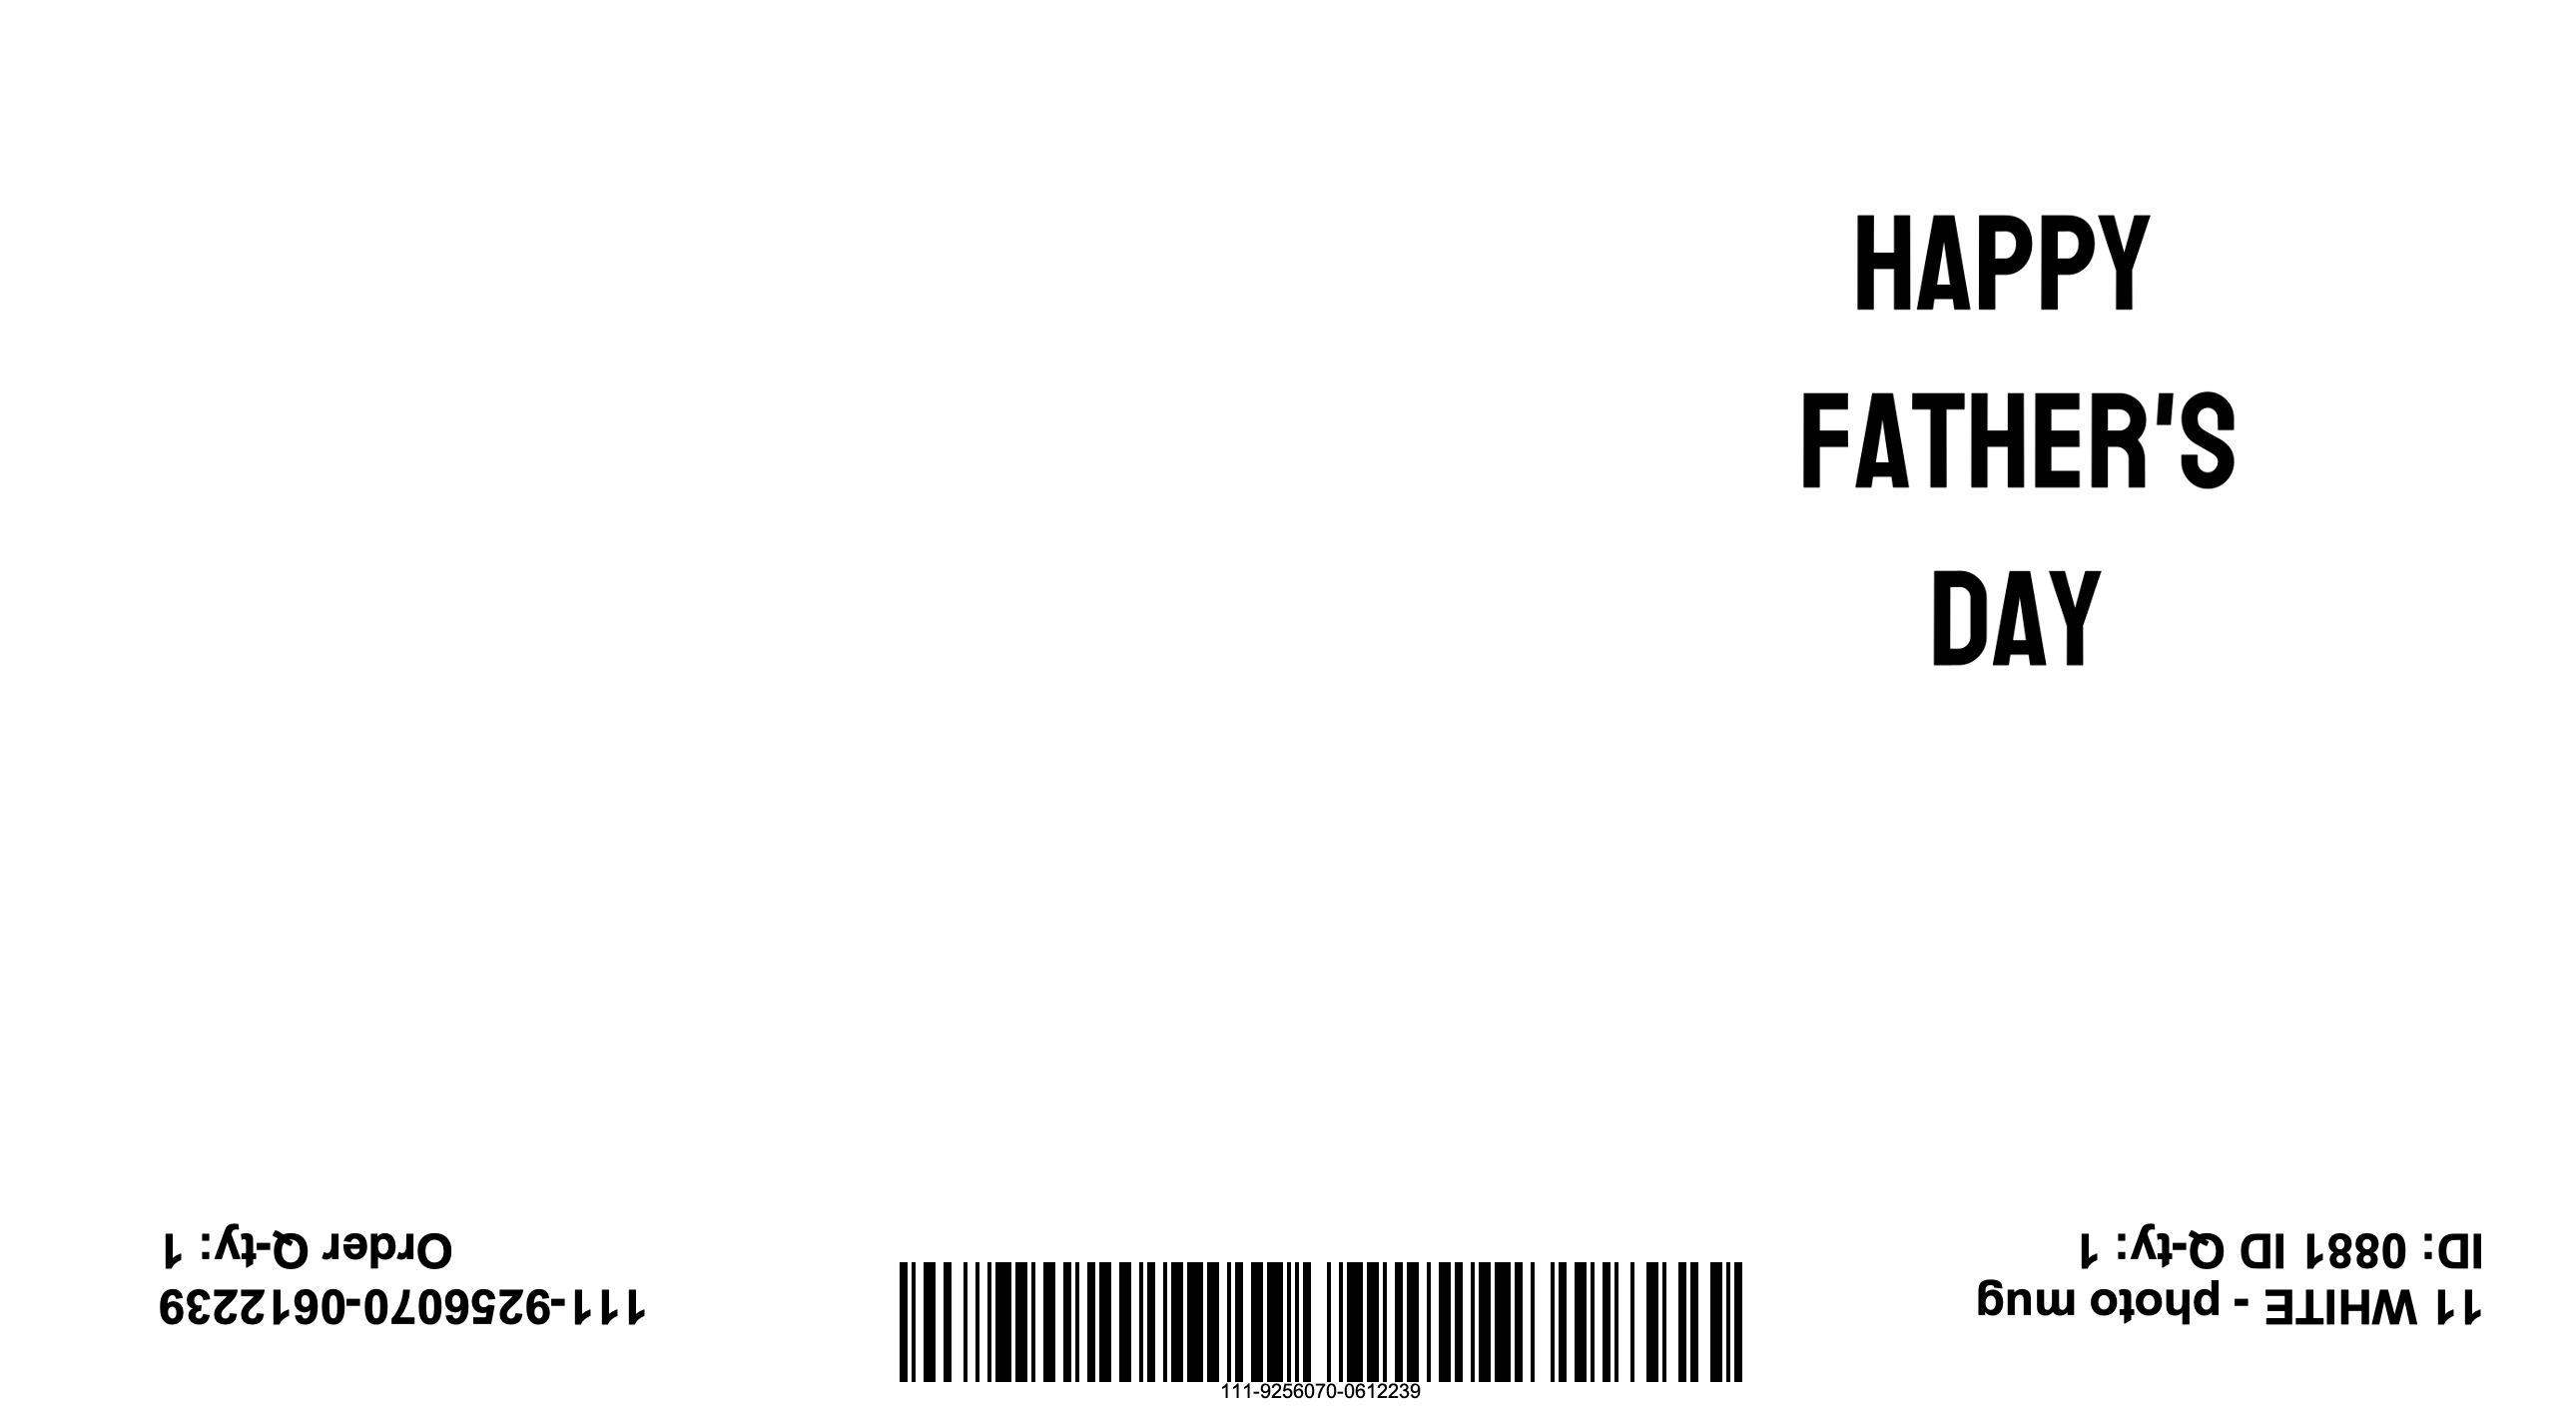 HAPPY
FATHER'S
DAY
111-9256070-0612239
Order Q-ty: 1
111-9256070-0612239
11 WHITE - photo mug
ID: 0881 ID Q-ty: 1